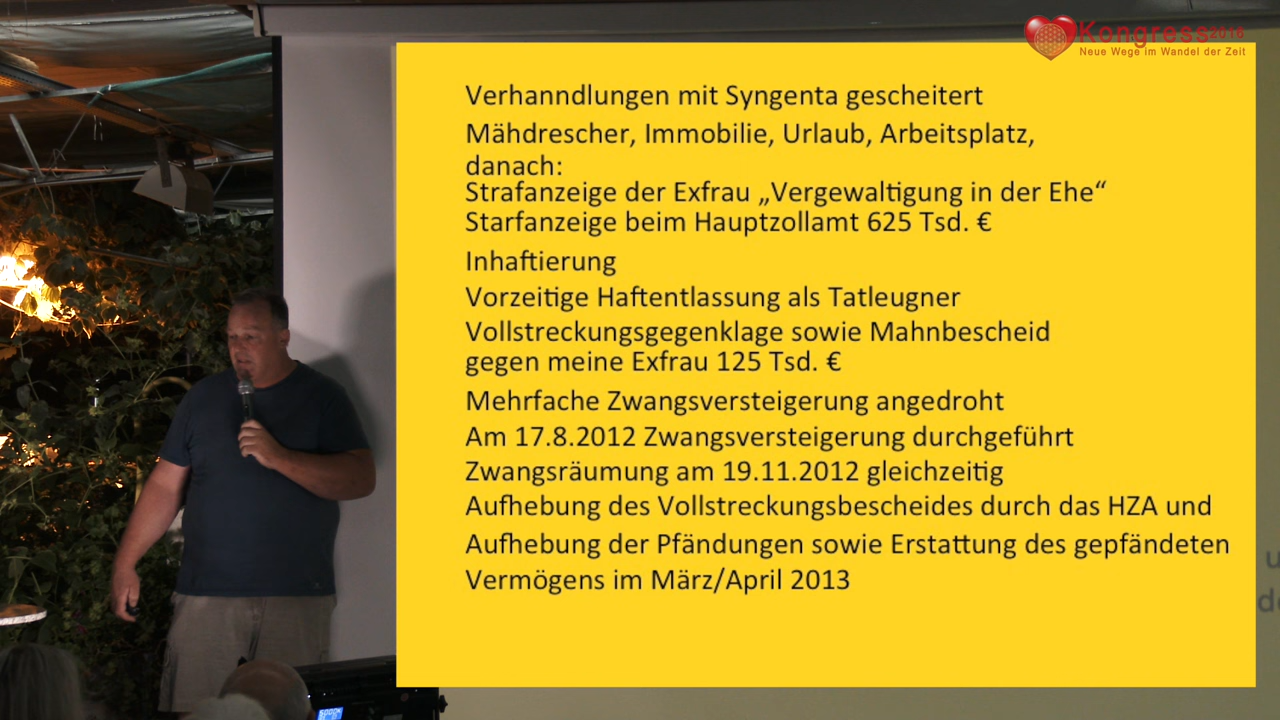 Kongress 2016
Neue Wege im Wandel der Zeit
Verhanndlungen mit Syngenta gescheitert
Mähdrescher, Immobilie, Urlaub, Arbeitsplatz,
danach:
Strafanzeige der Exfrau „Vergewaltigung in der Ehe“
Starfanzeige beim Hauptzollamt 625 Tsd. €
Inhaftierung
Vorzeitige Haftentlassung als Tatleugner
Vollstreckungsgegenklage sowie Mahnbescheid
gegen meine Exfrau 125 Tsd. €
Mehrfache Zwangsversteigerung angedroht
Am 17.8.2012 Zwangsversteigerung durchgeführt
Zwangsräumung am 19.11.2012 gleichzeitig
Aufhebung des Vollstreckungsbescheides durch das HZA und
Aufhebung der Pfändungen sowie Erstattung des gepfändeten
Vermögens im März/April 2013